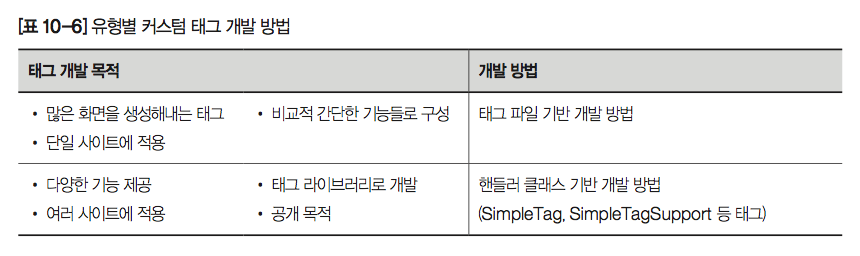 [표 10-6] 유형별 커스텀 태그 개발 방법
태그 개발 목적 개발 방법
• 많은 화면을 생성해내는 태그 • 비교적 간단한 기능들로 구성 태그 파일 기반 개발 방법
• 단일 사이트에 적용
• 다양한 기능 제공 • 태그 라이브러리로 개발 핸들러 클래스 기반 개발 방법
• 여러 사이트에 적용 • 공개 목적 (SimpleTag, SimpleTagSupport 등 태그)